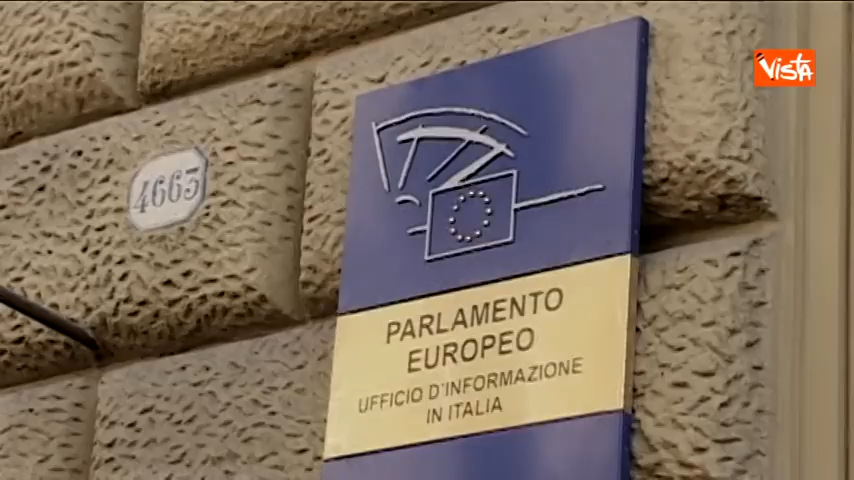 VISTA
4663
PARLAMENTO
EUROPEO
UFFICIO D'INFORMAZIONE
IN ITALIA